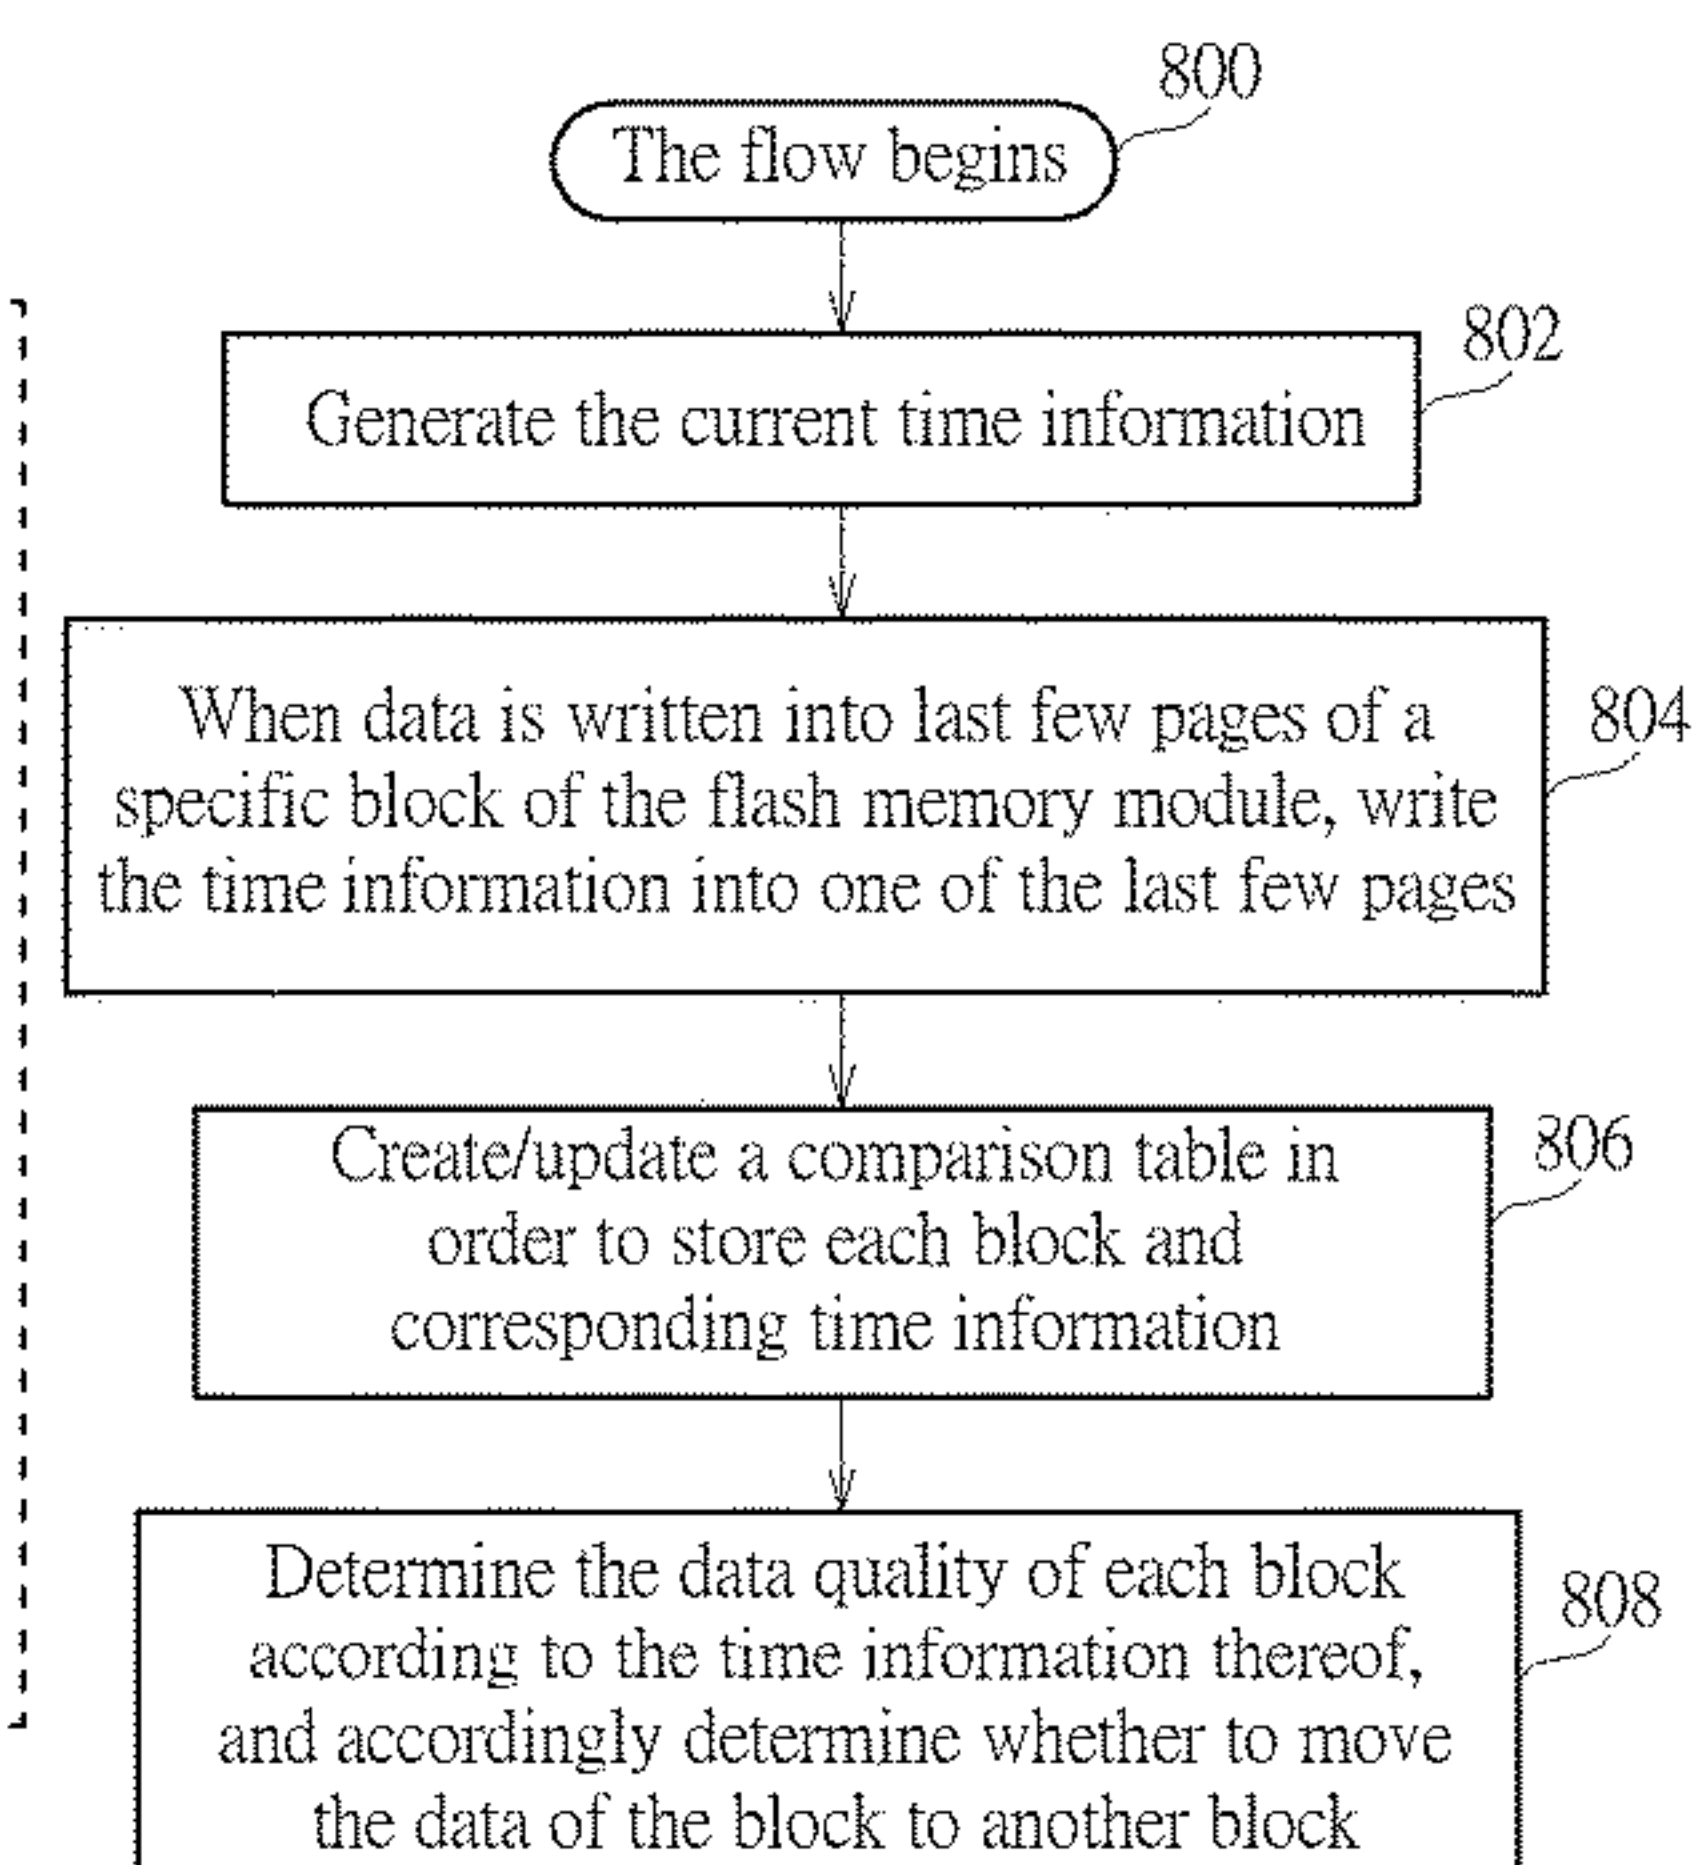 800
The flow begins
802
Generate the current time information
804
When data is written into last few pages of a
specific block of the flash memory module, write
the time information into one of the last few pages
806
Create/update a comparison table in
order to store each block and
corresponding time information
808
Determine the data quality of each block
according to the time information thereof,
and accordingly determine whether to move
the data of the block to another block